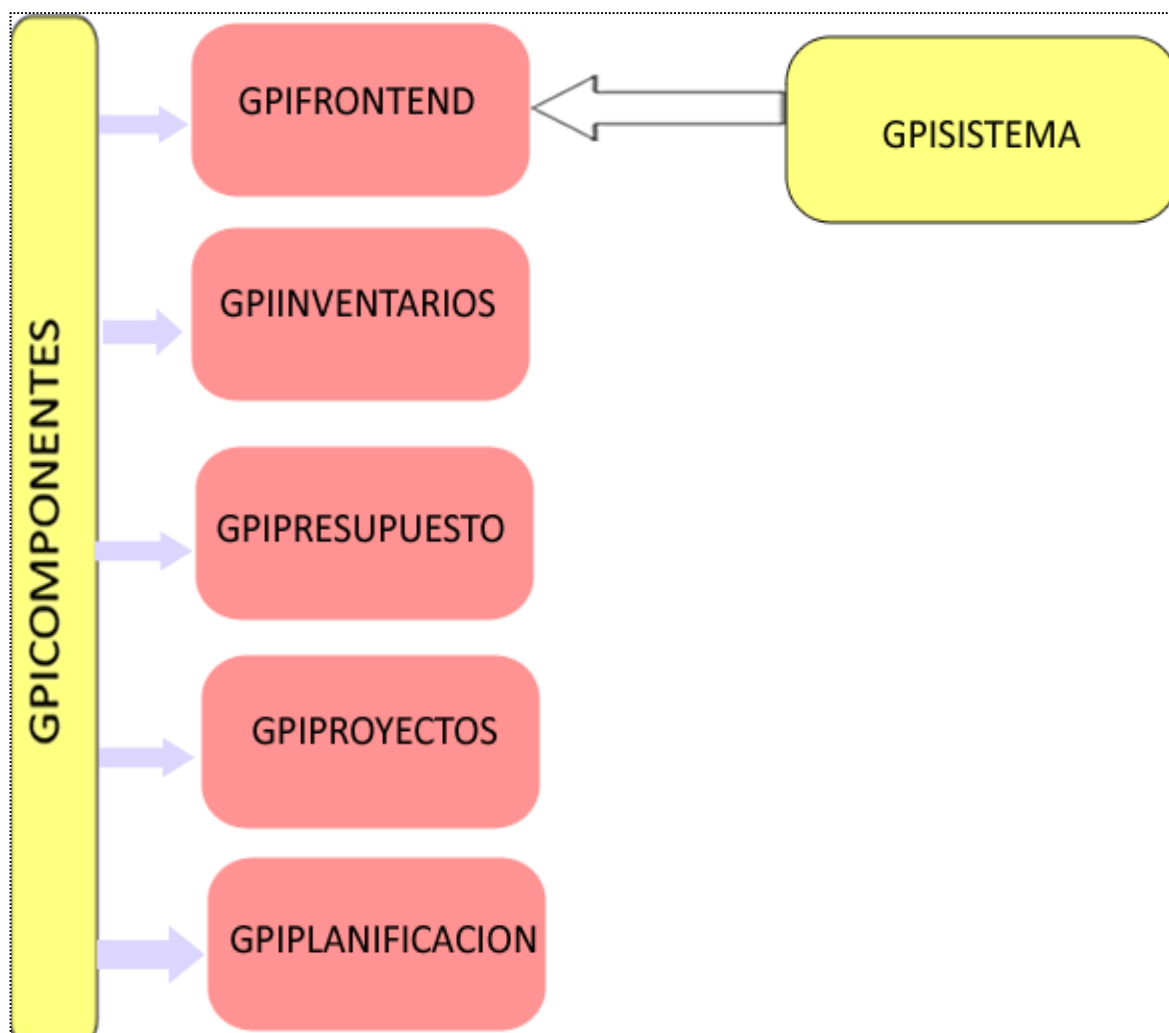 GPICOMPONENTES
GPIFRONTEND
GPISISTEMA
GPIINVENTARIOS
GPIPRESUPUESTO
GPIPROYECTOS
GPIPLANIFICACION